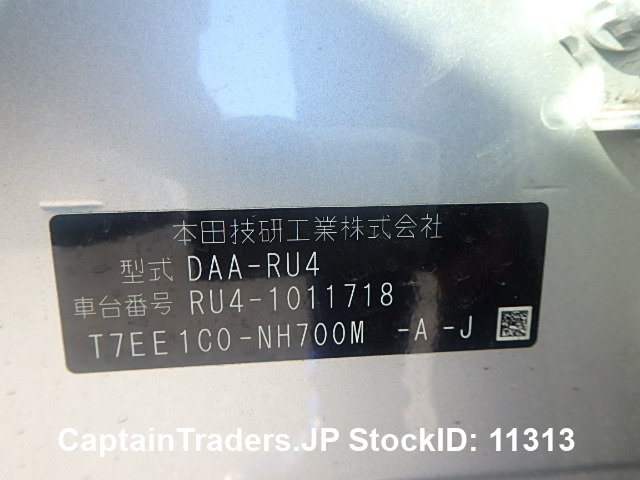 本田技研工業株式会社
型式 DAA-RU4
車台番号 RU4-1011718
T7EE1C0-NH700M -A -J
CaptainTraders.JP StockID: 11313